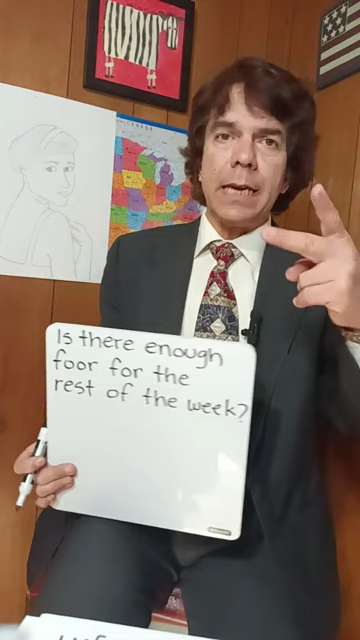 Is there enough
foor for the
rest of the week?